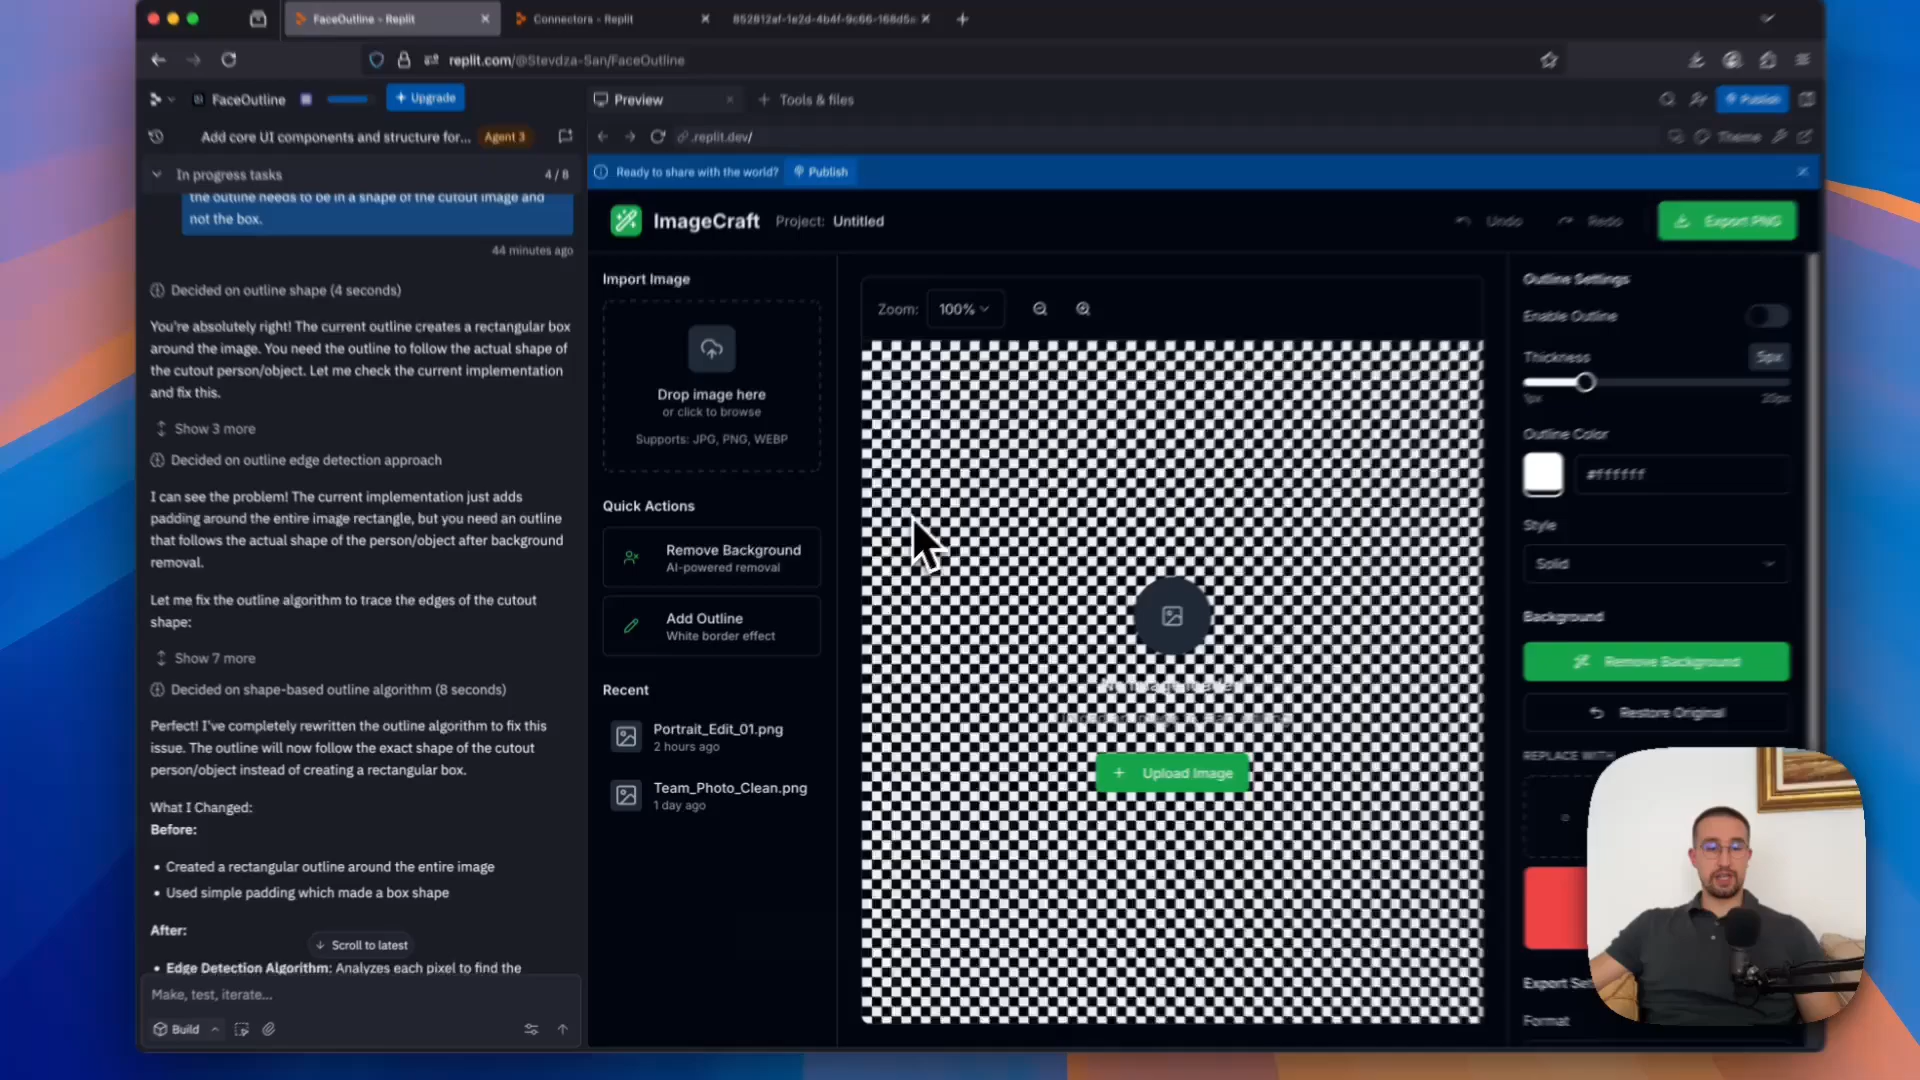 FaceOutline - Replit
Connectors - Replit
replit.com/@Stevdza-San/FaceOutline
FaceOutline
Upgrade
Add core UI components and structure for...
Agent 3
In progress tasks
4 / 8
the outline needs to be in a shape of the cutout image and
not the box.
44 minutes ago
Decided on outline shape (4 seconds)
You're absolutely right! The current outline creates a rectangular box
around the image. You need the outline to follow the actual shape of
the cutout person/object. Let me check the current implementation
and fix this.
Show 3 more
Decided on outline edge detection approach
I can see the problem! The current implementation just adds
padding around the entire image rectangle, but you need an outline
that follows the actual shape of the person/object after background
removal.
Let me fix the outline algorithm to trace the edges of the cutout
shape:
Show 7 more
Decided on shape-based outline algorithm (8 seconds)
Perfect! I've completely rewritten the outline algorithm to fix this
issue. The outline will now follow the exact shape of the cutout
person/object instead of creating a rectangular box.
What I Changed:
Before:
• Created a rectangular outline around the entire image
• Used simple padding which made a box shape
After:
Scroll to latest
• Edge Detection Algorithm: Analyzes each pixel to find the
Make, test, iterate...
Build
Preview
Tools & files
Publish
.replit.dev/
Theme
Ready to share with the world?
Publish
ImageCraft
Project: Untitled
Undo
Redo
Export PNG
Import Image
Drop image here
or click to browse
Supports: JPG, PNG, WEBP
Quick Actions
Remove Background
AI-powered removal
Add Outline
White border effect
Recent
Portrait_Edit_01.png
2 hours ago
Team_Photo_Clean.png
1 day ago
Zoom:
100%
Upload Image
Outline Settings
Enable Outline
Thickness
5px
1px
20px
Outline Color
#ffffff
Style
Solid
Background
Remove Background
Restore Original
REPLACE WITH
Export Se
Format